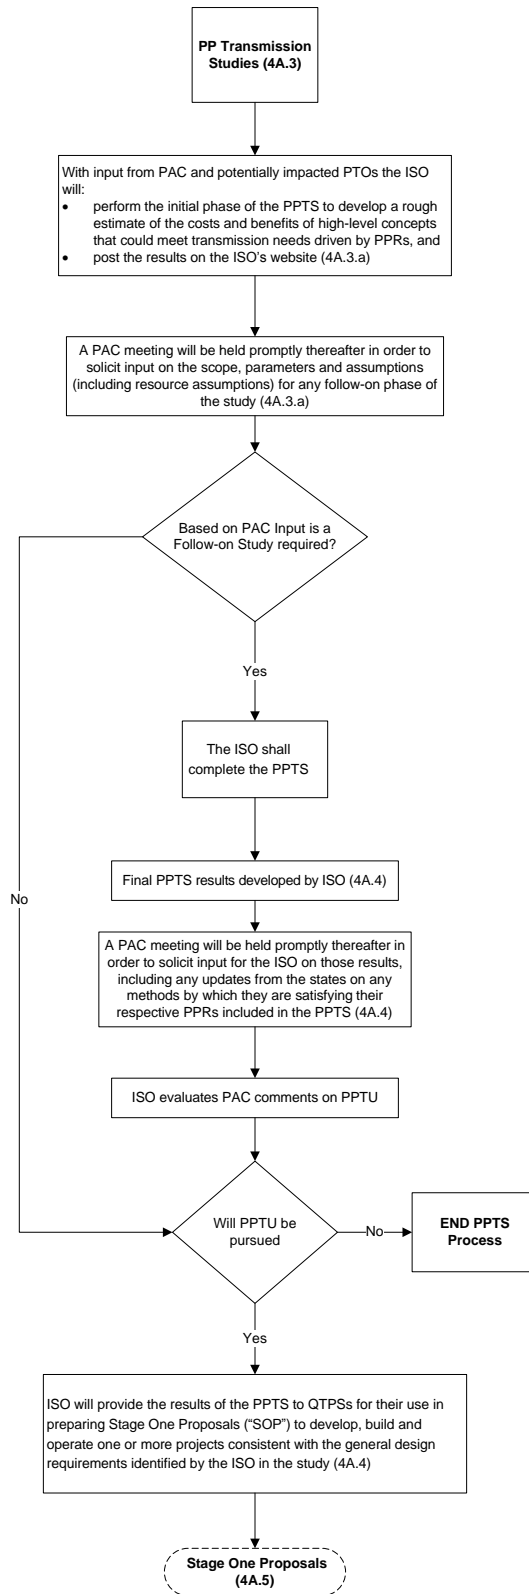 PP Transmission
Studies (4A.3)
With input from PAC and potentially impacted PTOs the ISO
will:
• perform the initial phase of the PPTS to develop a rough
estimate of the costs and benefits of high-level concepts
that could meet transmission needs driven by PPRs, and
• post the results on the ISO's website (4A.3.a)
A PAC meeting will be held promptly thereafter in order to
solicit input on the scope, parameters and assumptions
(including resource assumptions) for any follow-on phase of
the study (4A.3.a)
Based on PAC Input is a
Follow-on Study required?
Yes
The ISO shall
complete the PPTS
No
Final PPTS results developed by ISO (4A.4)
A PAC meeting will be held promptly thereafter in
order to solicit input for the ISO on those results,
including any updates from the states on any
methods by which they are satisfying their
respective PPRs included in the PPTS (4A.4)
ISO evaluates PAC comments on PPTU
Will PPTU be
pursued
No
END PPTS
Process
Yes
ISO will provide the results of the PPTS to QTPSs for their use in
preparing Stage One Proposals ("SOP") to develop, build and
operate one or more projects consistent with the general design
requirements identified by the ISO in the study (4A.4)
Stage One Proposals
(4A.5)